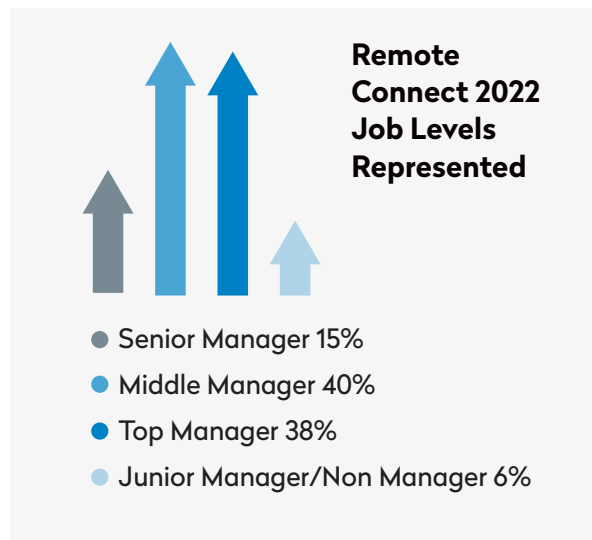 Remote
Connect 2022
Job Levels
Represented
Senior Manager 15%
Middle Manager 40%
Top Manager 38%
Junior Manager/Non Manager 6%